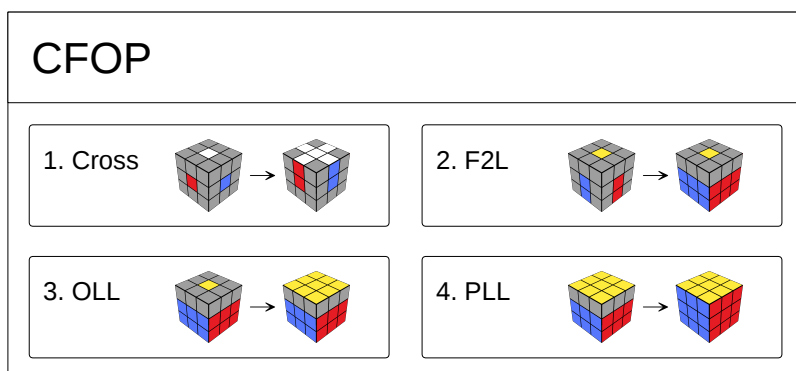 CFOP
1. Cross
2. F2L
3. OLL
4. PLL